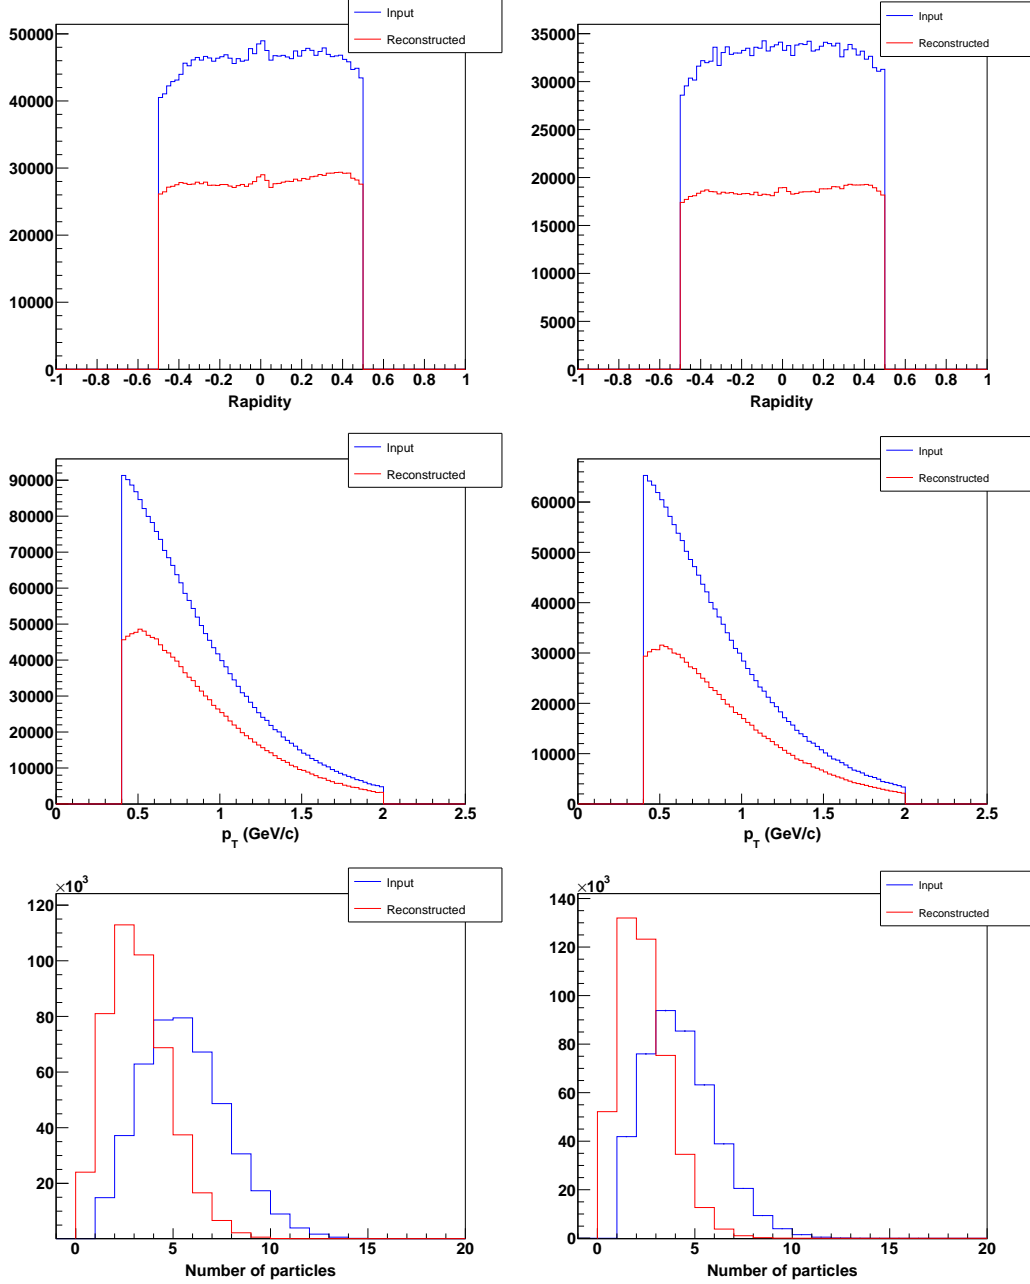 Input
Reconstructed
50000
40000
30000
20000
10000
0
-1 -0.8 -0.6 -0.4 -0.2 0 0.2 0.4 0.6 0.8 1
Rapidity
Input
Reconstructed
35000
30000
25000
20000
15000
10000
5000
0
-1 -0.8 -0.6 -0.4 -0.2 0 0.2 0.4 0.6 0.8 1
Rapidity
Input
Reconstructed
90000
80000
70000
60000
50000
40000
30000
20000
10000
0
0 0.5 1 1.5 2 2.5
p_T (GeV/c)
Input
Reconstructed
60000
50000
40000
30000
20000
10000
0
0 0.5 1 1.5 2 2.5
p_T (GeV/c)
×10³
Input
Reconstructed
120
100
80
60
40
20
0 5 10 15 20
Number of particles
×10³
Input
Reconstructed
140
120
100
80
60
40
20
0
0 5 10 15 20
Number of particles